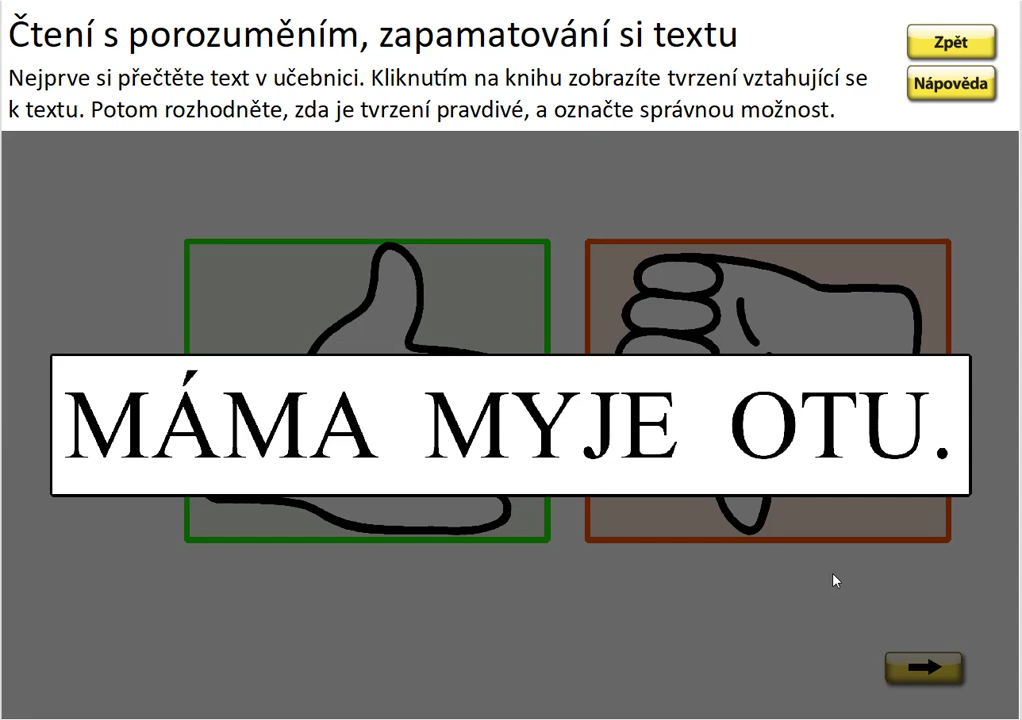 Čtení s porozuměním, zapamatování si textu
Zpět
Nejprve si přečtěte text v učebnici. Kliknutím na knihu zobrazíte tvrzení vztahující se
k textu. Potom rozhodněte, zda je tvrzení pravdivé, a označte správnou možnost.
Nápověda
MÁMA MYJE OTU.